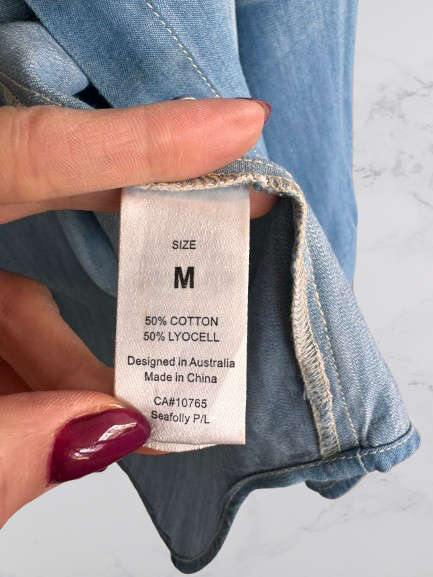 SIZE
M
50% COTTON
50% LYOCELL
Designed in Australia
Made in China
CA#10765
Seafolly P/L